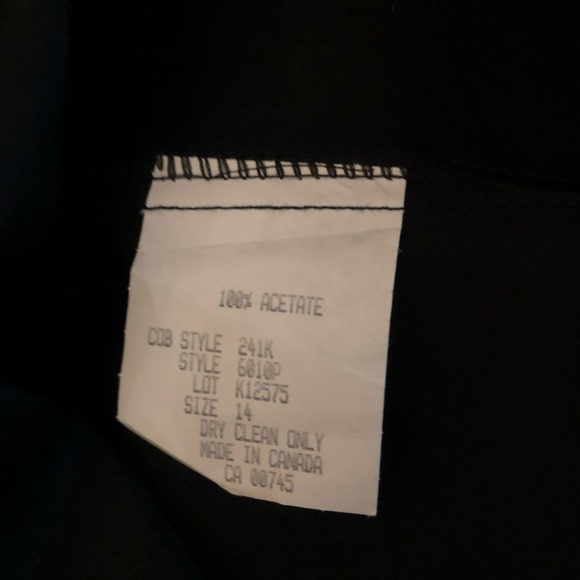 100% ACETATE
COB STYLE 241K
STYLE 6010P
LOT K12575
SIZE 14
DRY CLEAN ONLY
MADE IN CANADA
CA 00745